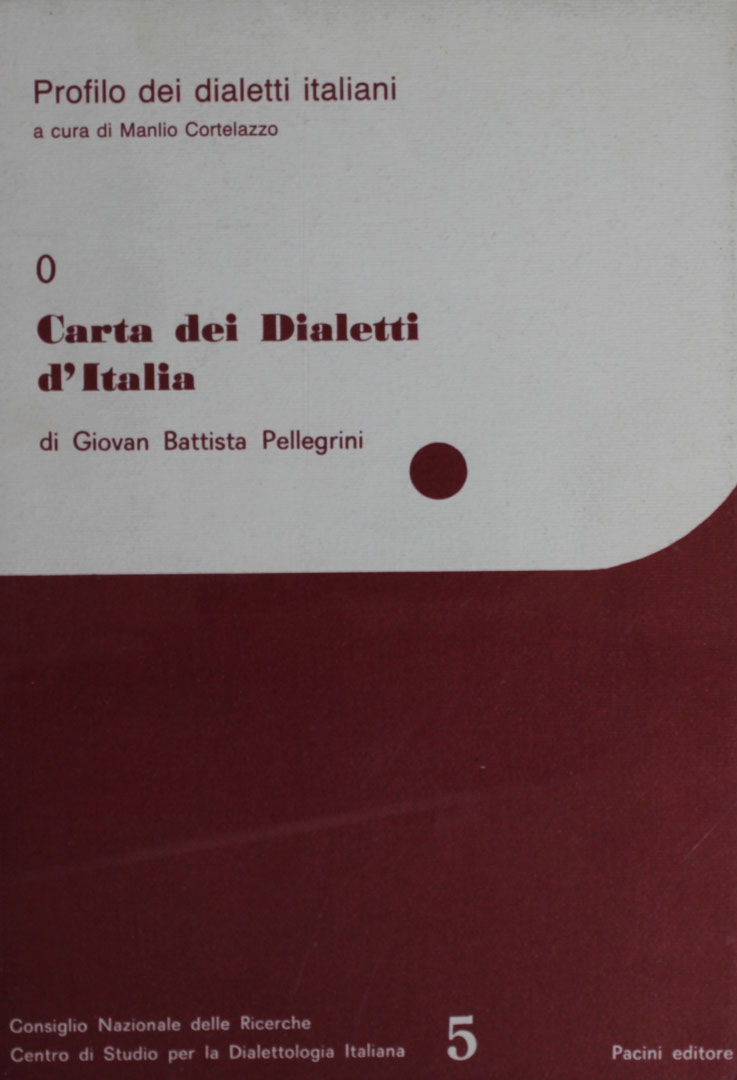 Profilo dei dialetti italiani
a cura di Manlio Cortelazzo
0
Carta dei Dialetti
d'Italia
di Giovan Battista Pellegrini
Consiglio Nazionale delle Ricerche
Centro di Studio per la Dialettologia Italiana
5
Pacini editore